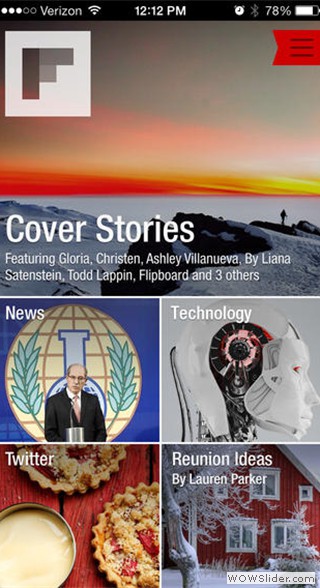 Verizon 12:12 PM 78%
Cover Stories
Featuring Gloria, Christen, Ashley Villanueva, By Liana
Satenstein, Todd Lappin, Flipboard and 3 others
News
Technology
Twitter
Reunion Ideas
By Lauren Parker
WOWSlider.com